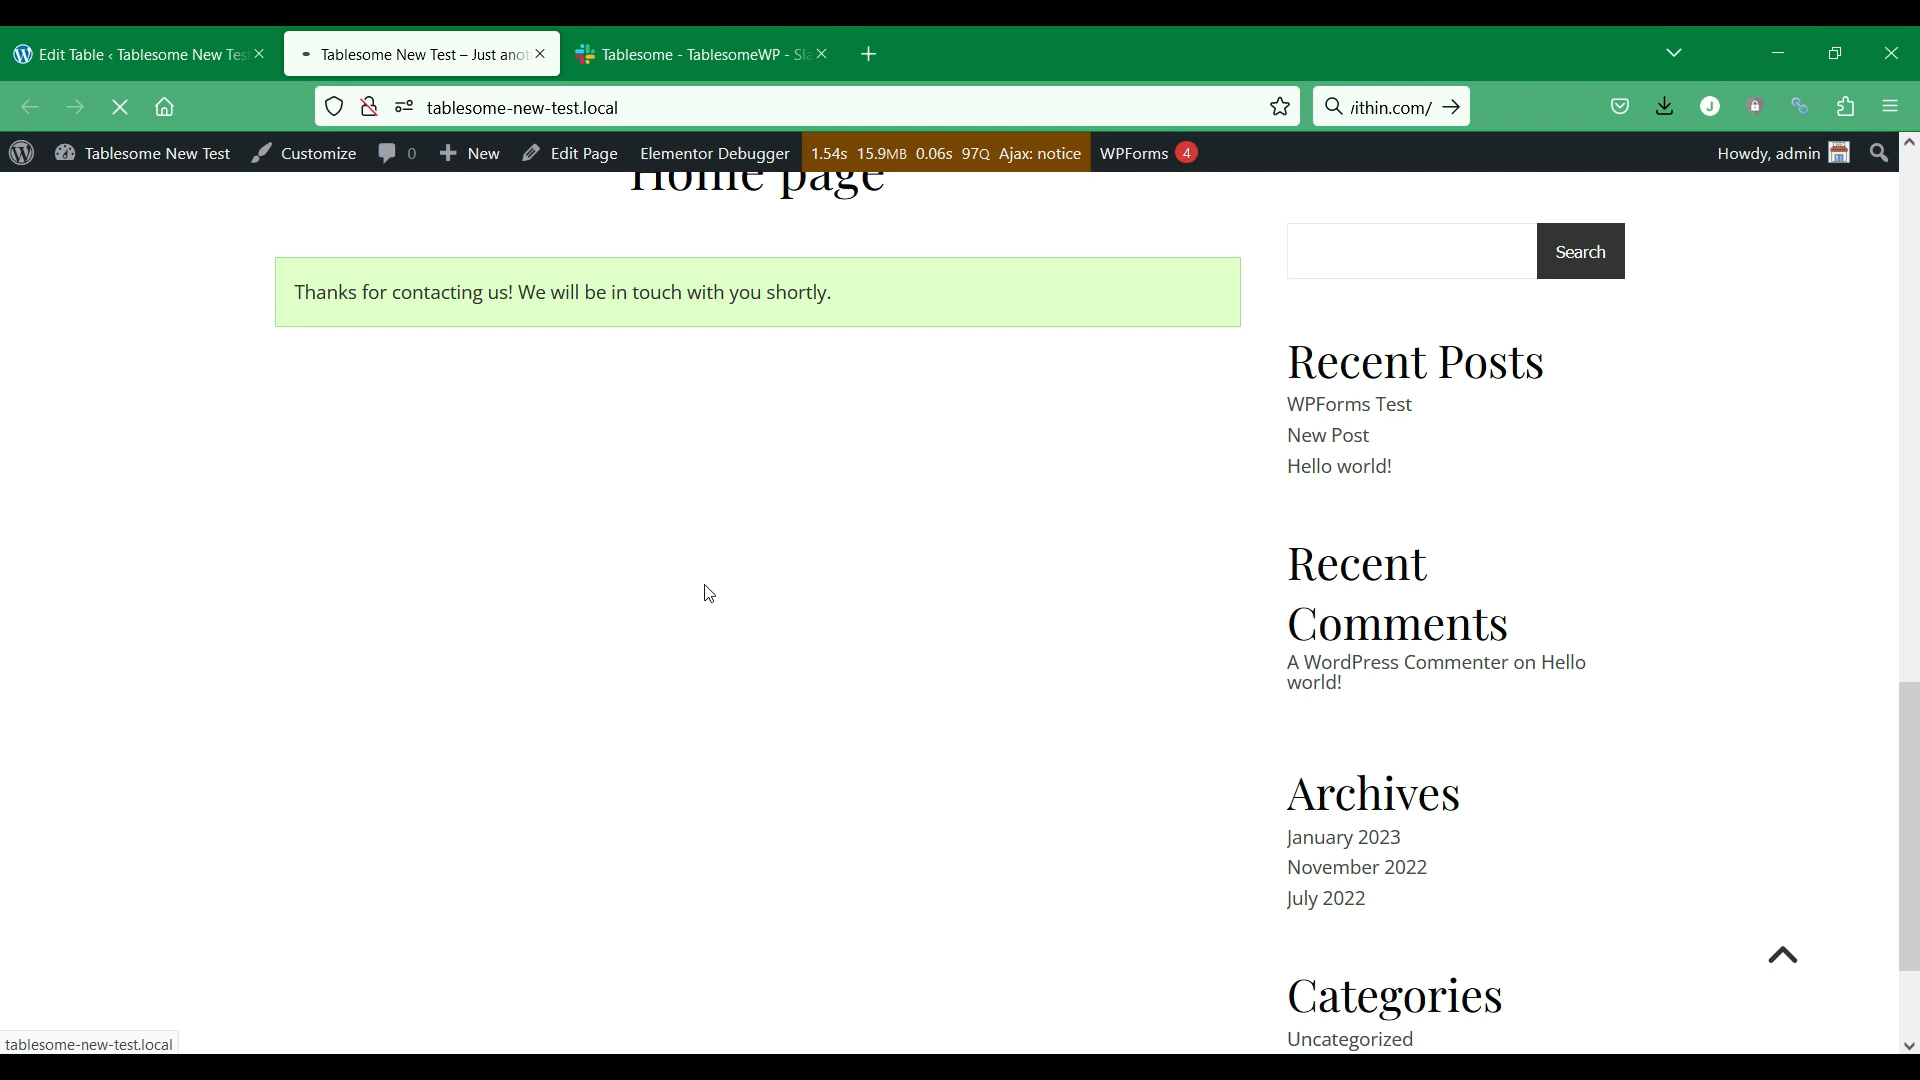 Edit Table ‹ Tablesome New Tes
Tablesome New Test – Just anot
Tablesome - TablesomeWP - Sla
tablesome-new-test.local
/ithin.com/
Tablesome New Test
Customize
0
New
Edit Page
Elementor Debugger
1.54s 15.9MB 0.06s 97Q Ajax: notice
WPForms 4
Howdy, admin
Home page
Thanks for contacting us! We will be in touch with you shortly.
Search
Recent Posts
WPForms Test
New Post
Hello world!
Recent
Comments
A WordPress Commenter on Hello
world!
Archives
January 2023
November 2022
July 2022
Categories
Uncategorized
tablesome-new-test.local